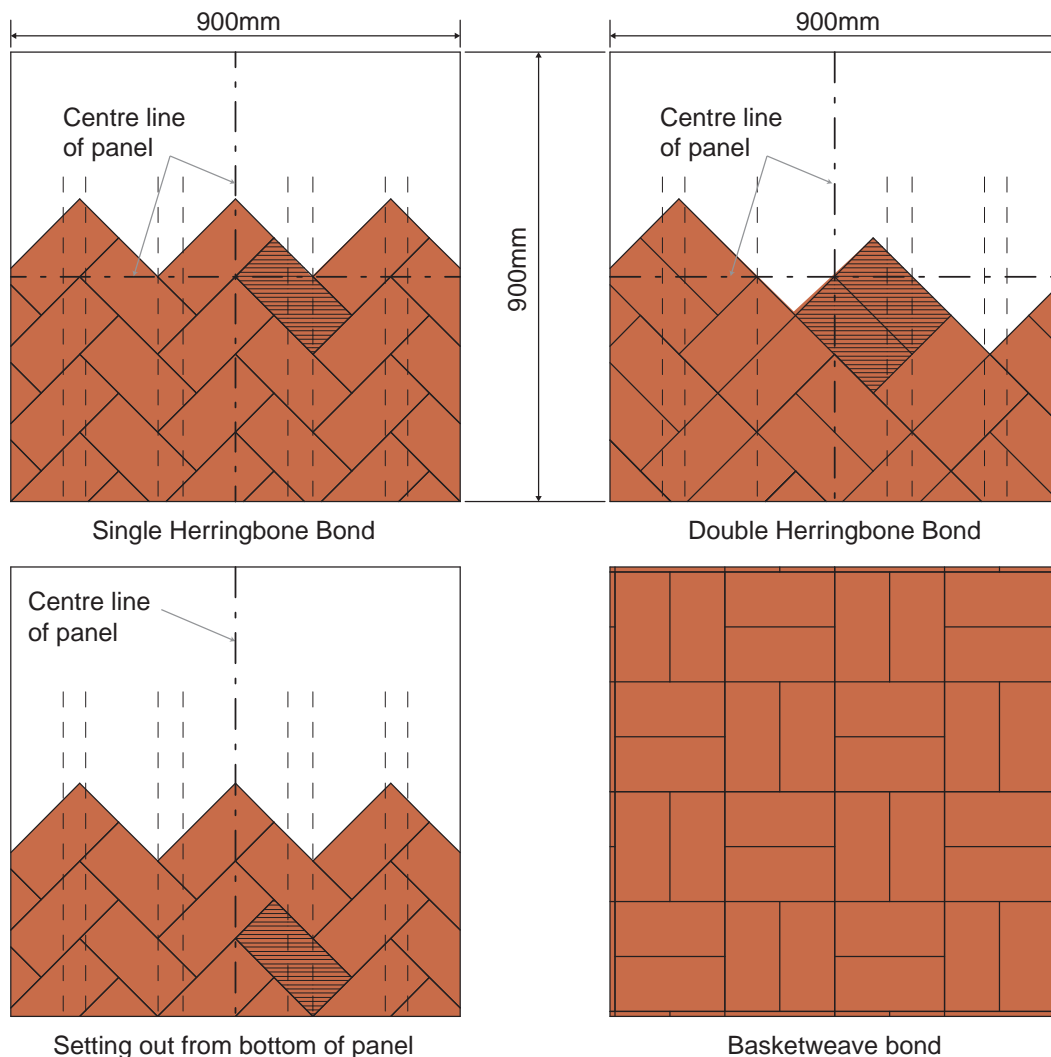 900mm
900mm
Centre line
of panel
Centre line
of panel
900mm
Single Herringbone Bond
Double Herringbone Bond
Centre line
of panel
Setting out from bottom of panel
Basketweave bond